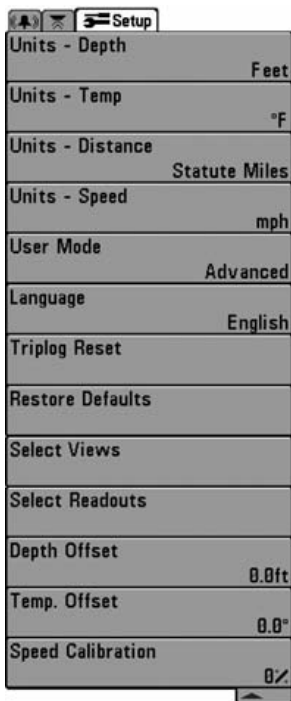 Setup
Units - Depth
Feet
Units - Temp
°F
Units - Distance
Statute Miles
Units - Speed
mph
User Mode
Advanced
Language
English
Triplog Reset
Restore Defaults
Select Views
Select Readouts
Depth Offset
0.0ft
Temp. Offset
0.0°
Speed Calibration
0%